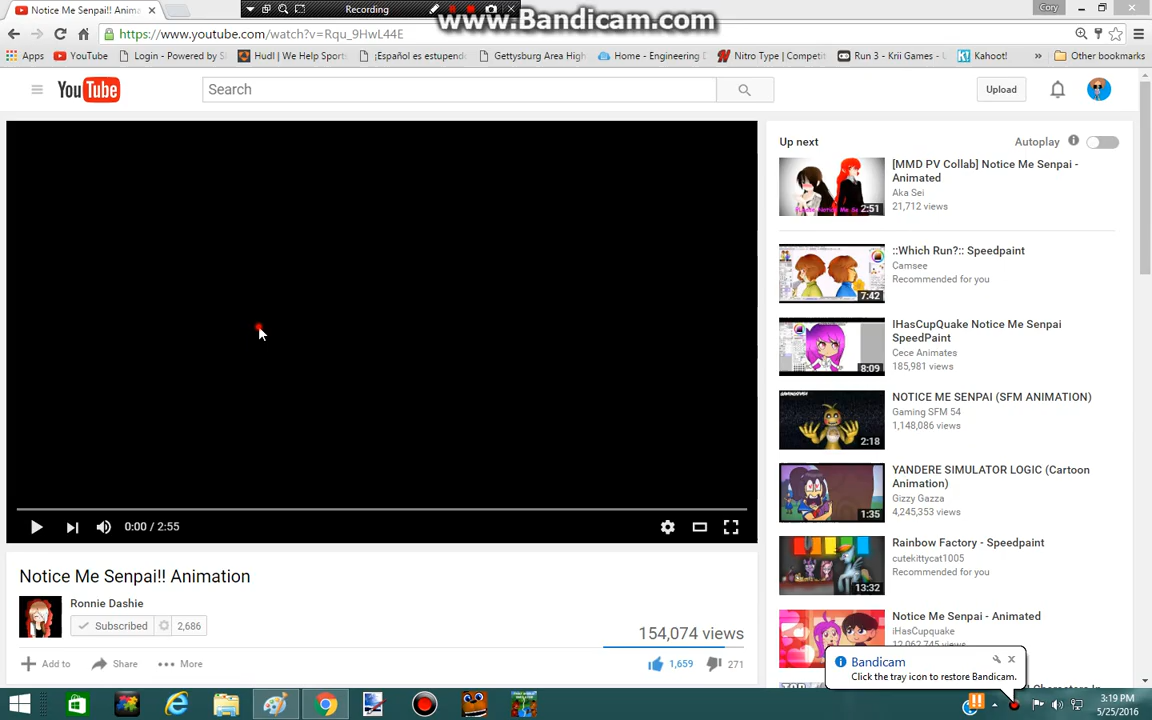 Notice Me Senpai!! Anima
Recording
www.Bandicam.com
Cory
https://www.youtube.com/watch?v=Rqu_9HwL44E
Apps
YouTube
Login - Powered by S
Hudl | We Help Sport
¡Español es estupend
Gettysburg Area High
Home - Engineering
Nitro Type | Competit
Run 3 - Krii Games -
Kahoot!
»
Other bookmarks
YouTube
Search
Upload
Up next
Autoplay
[MMD PV Collab] Notice Me Senpai -
Animated
Aka Sei
21,712 views
2:51
::Which Run?:: Speedpaint
Camsee
Recommended for you
7:42
IHasCupQuake Notice Me Senpai
SpeedPaint
Cece Animates
185,981 views
8:09
NOTICE ME SENPAI (SFM ANIMATION)
Gaming SFM 54
1,148,086 views
2:18
YANDERE SIMULATOR LOGIC (Cartoon
Animation)
Gizzy Gazza
4,245,353 views
1:35
Rainbow Factory - Speedpaint
cutekittycat1005
Recommended for you
13:32
Notice Me Senpai - Animated
iHasCupquake
0:00 / 2:55
Notice Me Senpai!! Animation
Ronnie Dashie
Subscribed
2,686
154,074 views
Add to
Share
More
1,659
271
Bandicam
Click the tray icon to restore Bandicam.
3:19 PM
5/25/2016